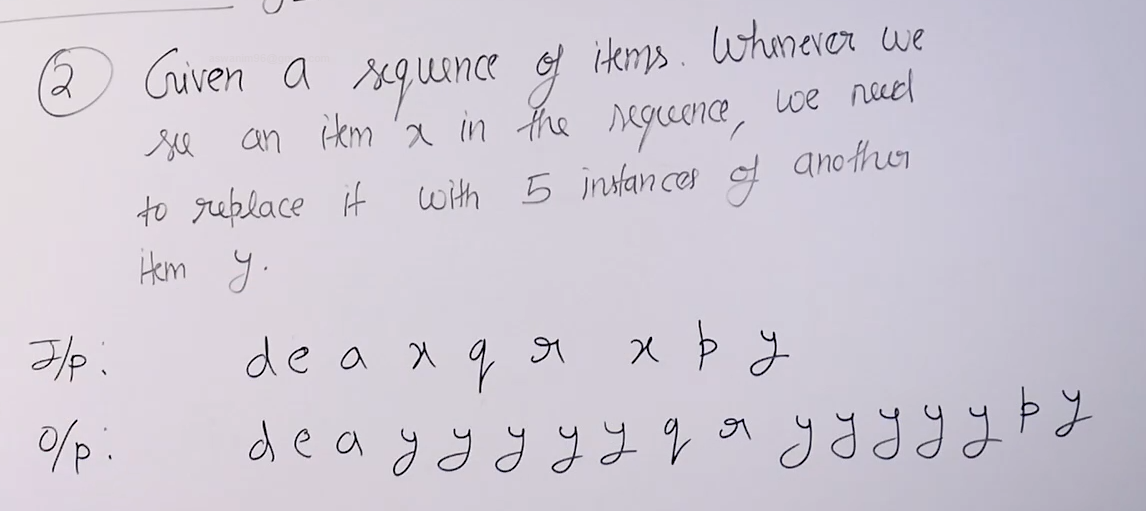 ② Given a sequence of items. Whenever we
see an item x in the sequence, we need
to replace it with 5 instances of another
item y.
I/p: d e a x q r x p y
O/p: d e a y y y y y q r y y y y y p y